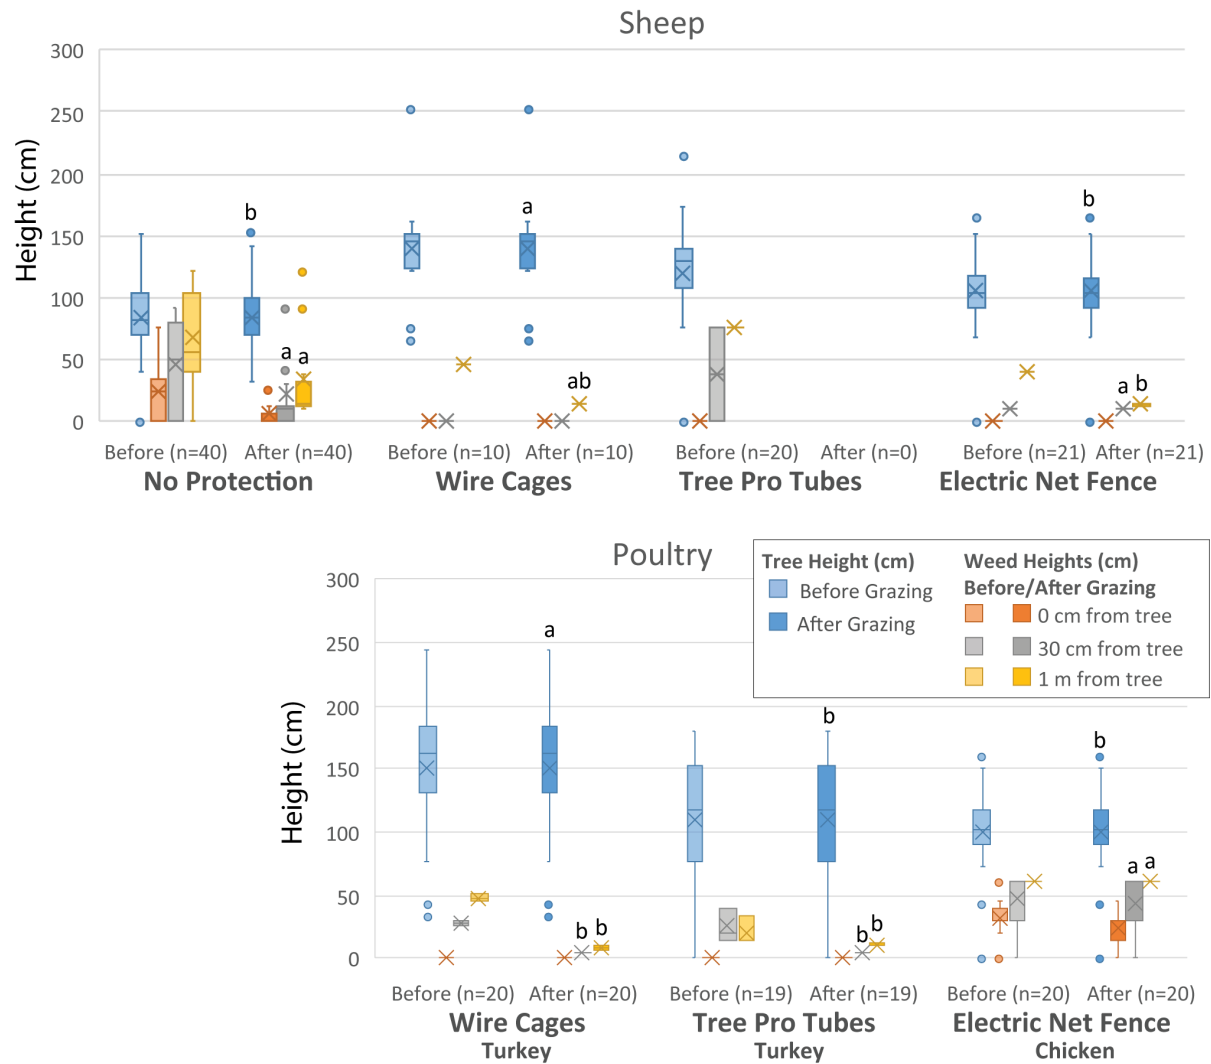 Sheep
300
250
200
150
100
50
0
Height (cm)
b
a
a
a
ab
b
a
b
Before (n=40) After (n=40) Before (n=10) After (n=10) Before (n=20) After (n=0) Before (n=21) After (n=21)
No Protection Wire Cages Tree Pro Tubes Electric Net Fence
Poultry
300
250
200
150
100
50
0
Height (cm)
Tree Height (cm)
Before Grazing
After Grazing
Weed Heights (cm)
Before/After Grazing
0 cm from tree
30 cm from tree
1 m from tree
a
b
b
b
b
b
b
a
a
Before (n=20) After (n=20) Before (n=19) After (n=19) Before (n=20) After (n=20)
Wire Cages Tree Pro Tubes Electric Net Fence
Turkey Turkey Chicken